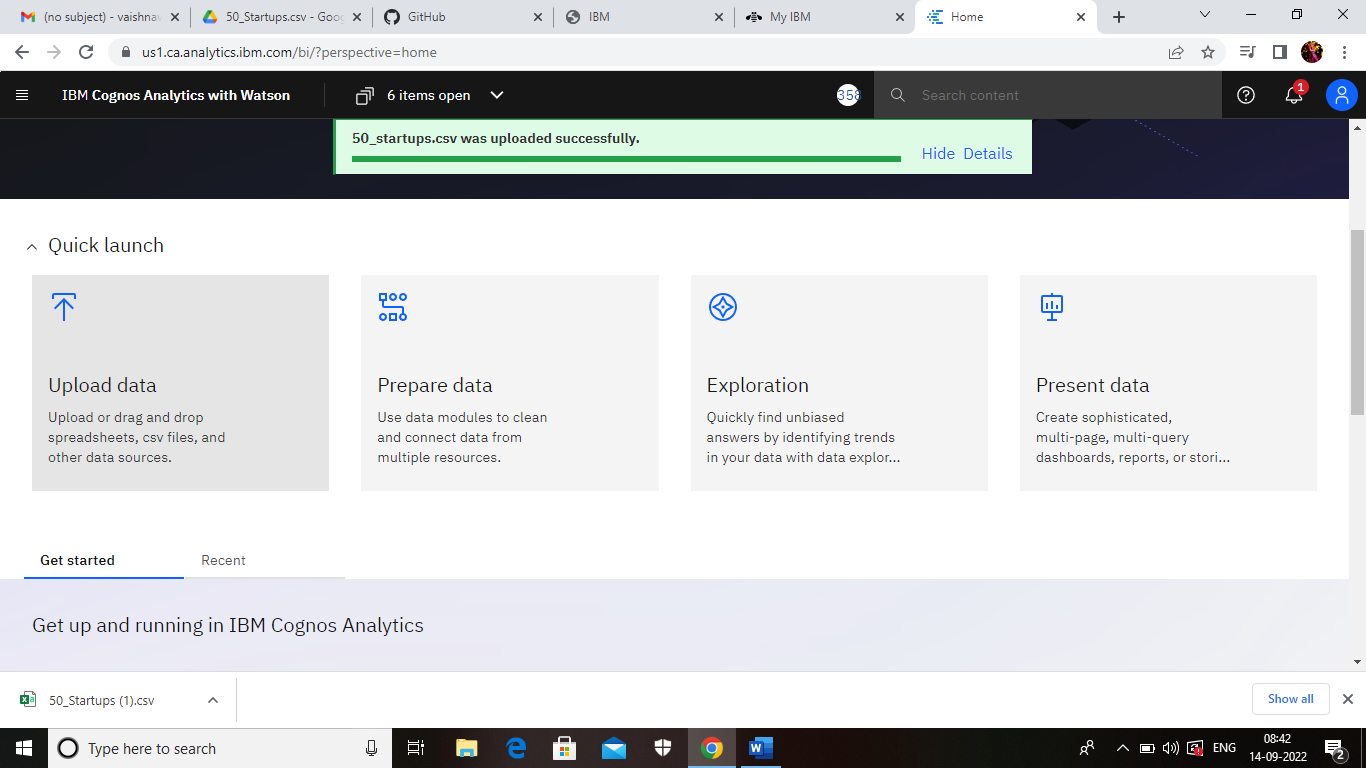 (no subject) - vaishnav
50_Startups.csv - Goo
GitHub
IBM
My IBM
Home
us1.ca.analytics.ibm.com/bi/?perspective=home
IBM Cognos Analytics with Watson
6 items open
358
Search content
1
50_startups.csv was uploaded successfully.
Hide Details
Quick launch
Upload data
Upload or drag and drop
spreadsheets, csv files, and
other data sources.
Prepare data
Use data modules to clean
and connect data from
multiple resources.
Exploration
Quickly find unbiased
answers by identifying trends
in your data with data explor...
Present data
Create sophisticated,
multi-page, multi-query
dashboards, reports, or stori...
Get started
Recent
Get up and running in IBM Cognos Analytics
50_Startups (1).csv
Show all
Type here to search
ENG
08:42
14-09-2022
2